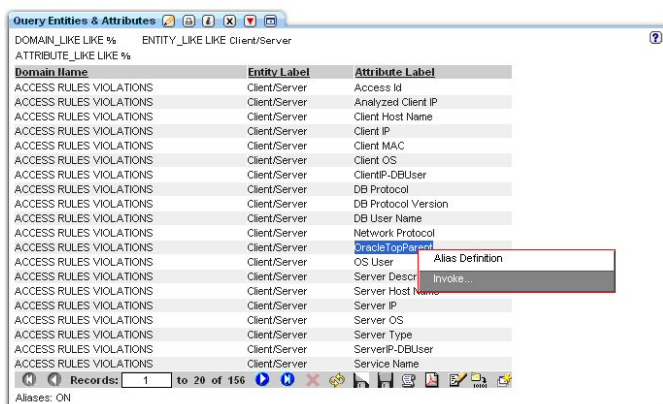 Query Entities & Attributes
DOMAIN_LIKE LIKE % ENTITY_LIKE LIKE Client/Server
ATTRIBUTE_LIKE LIKE %
Domain Name Entity Label Attribute Label
ACCESS RULES VIOLATIONS Client/Server Access Id
ACCESS RULES VIOLATIONS Client/Server Analyzed Client IP
ACCESS RULES VIOLATIONS Client/Server Client Host Name
ACCESS RULES VIOLATIONS Client/Server Client IP
ACCESS RULES VIOLATIONS Client/Server Client MAC
ACCESS RULES VIOLATIONS Client/Server Client OS
ACCESS RULES VIOLATIONS Client/Server ClientIP-DBUser
ACCESS RULES VIOLATIONS Client/Server DB Protocol
ACCESS RULES VIOLATIONS Client/Server DB Protocol Version
ACCESS RULES VIOLATIONS Client/Server DB User Name
ACCESS RULES VIOLATIONS Client/Server Network Protocol
ACCESS RULES VIOLATIONS Client/Server OracleTopParent
ACCESS RULES VIOLATIONS Client/Server OS User
Alias Definition
ACCESS RULES VIOLATIONS Client/Server Server Descr
Invoke...
ACCESS RULES VIOLATIONS Client/Server Server Host Name
ACCESS RULES VIOLATIONS Client/Server Server IP
ACCESS RULES VIOLATIONS Client/Server Server OS
ACCESS RULES VIOLATIONS Client/Server Server Type
ACCESS RULES VIOLATIONS Client/Server ServerIP-DBUser
ACCESS RULES VIOLATIONS Client/Server Service Name
Records: 1 to 20 of 156
Aliases: ON